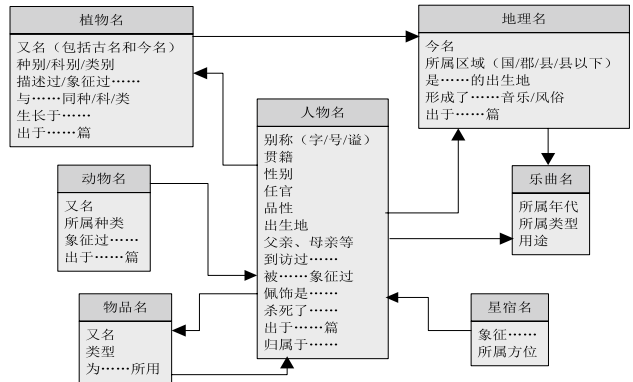 植物名
又名（包括古名和今名）
种别/科别/类别
描述过/象征过……
与……同种/科/类
生长于……
出于……篇
地理名
今名
所属区域（国/郡/县/县以下）
是……的出生地
形成了……音乐/风俗
出于……篇
人物名
别称（字/号/谥）
贯籍
性别
任官
品性
出生地
父亲、母亲等
到访过……
被……象征过
佩饰是……
杀死了……
出于……篇
归属于……
动物名
又名
所属种类
象征过……
出于……篇
乐曲名
所属年代
所属类型
用途
物品名
又名
类型
为……所用
星宿名
象征……
所属方位